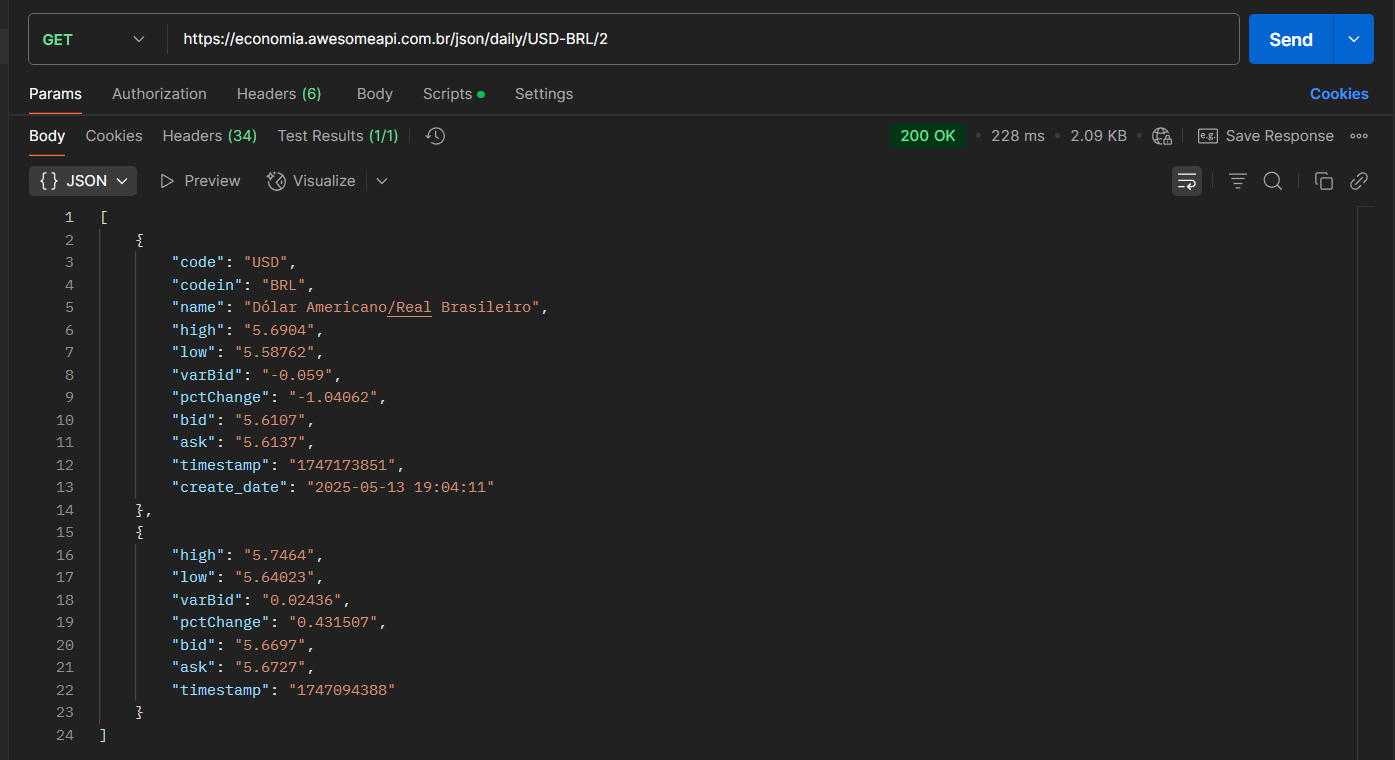 GET https://economia.awesomeapi.com.br/json/daily/USD-BRL/2 Send
Params Authorization Headers (6) Body Scripts Settings Cookies
Body Cookies Headers (34) Test Results (1/1) 200 OK • 228 ms • 2.09 KB • e.g. Save Response
{} JSON Preview Visualize
1 [
2 {
3 "code": "USD",
4 "codein": "BRL",
5 "name": "Dólar Americano/Real Brasileiro",
6 "high": "5.6904",
7 "low": "5.58762",
8 "varBid": "-0.059",
9 "pctChange": "-1.04062",
10 "bid": "5.6107",
11 "ask": "5.6137",
12 "timestamp": "1747173851",
13 "create_date": "2025-05-13 19:04:11"
14 },
15 {
16 "high": "5.7464",
17 "low": "5.64023",
18 "varBid": "0.02436",
19 "pctChange": "0.431507",
20 "bid": "5.6697",
21 "ask": "5.6727",
22 "timestamp": "1747094388"
23 }
24 ]